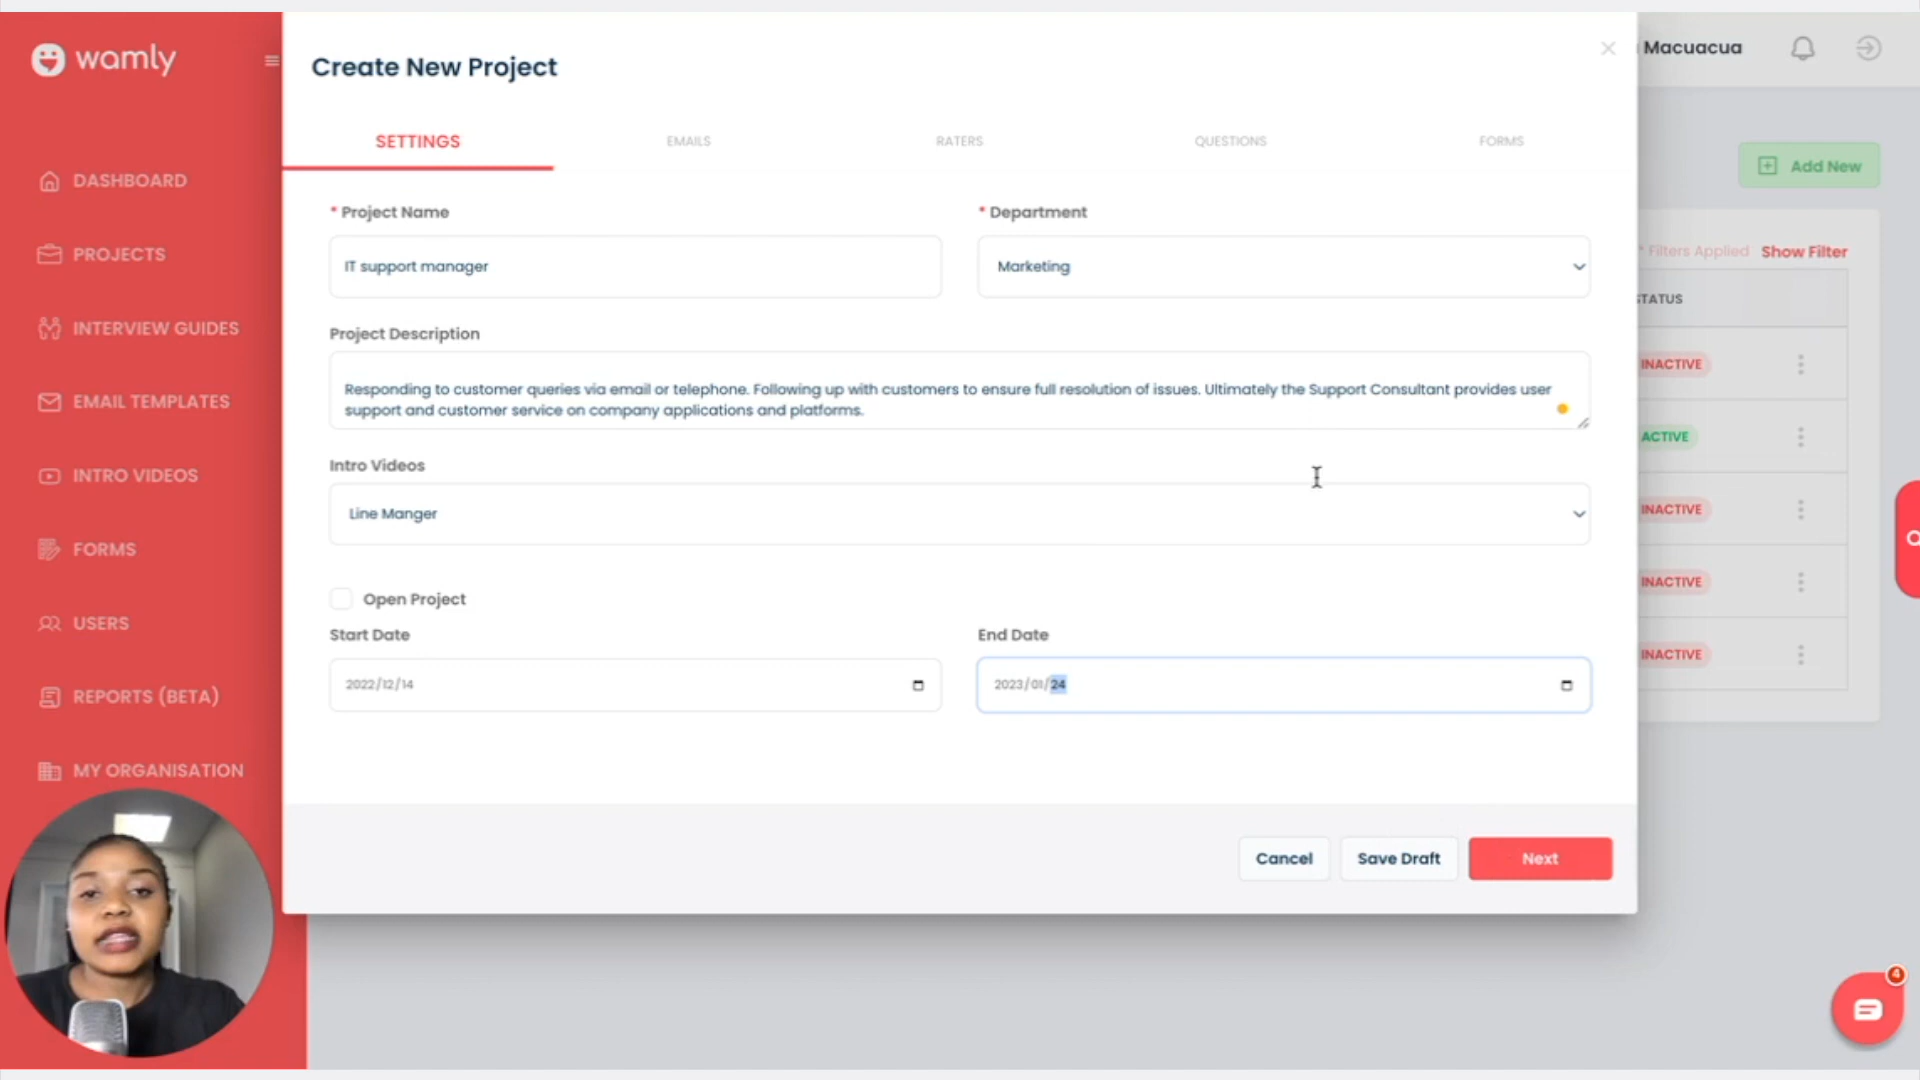 wamly
Create New Project
Macuacua
SETTINGS
EMAILS
RATERS
QUESTIONS
FORMS
Add New
DASHBOARD
PROJECTS
INTERVIEW GUIDES
EMAIL TEMPLATES
INTRO VIDEOS
FORMS
USERS
REPORTS (BETA)
MY ORGANISATION
* Project Name
IT support manager
* Department
Marketing
Project Description
Responding to customer queries via email or telephone. Following up with customers to ensure full resolution of issues. Ultimately the Support Consultant provides user
support and customer service on company applications and platforms.
Intro Videos
Line Manger
Open Project
Start Date
2022/12/14
End Date
2023/01/24
Cancel
Save Draft
Next
* Filters Applied Show Filter
INACTIVE
ACTIVE
INACTIVE
INACTIVE
INACTIVE
4